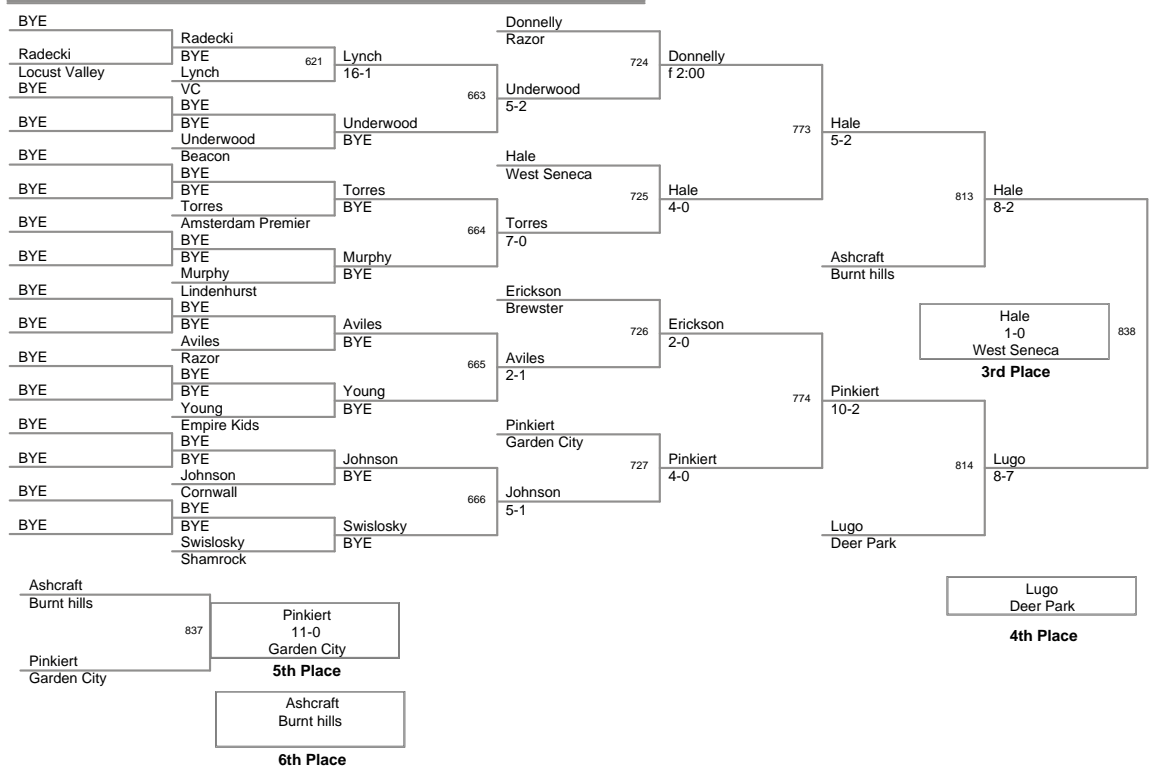 BYE
Radecki
Locust Valley
BYE
BYE
BYE
BYE
BYE
BYE
BYE
BYE
BYE
BYE
BYE
BYE
BYE
BYE
Radecki
BYE
Lynch
VC
BYE
BYE
Underwood
Beacon
BYE
BYE
Torres
Amsterdam Premier
BYE
BYE
Murphy
Lindenhurst
BYE
BYE
Aviles
Razor
BYE
BYE
Young
Empire Kids
BYE
BYE
Johnson
Cornwall
BYE
BYE
Swislosky
Shamrock
621
Lynch
16-1
Underwood
BYE
Torres
BYE
Murphy
BYE
Aviles
BYE
Young
BYE
Johnson
BYE
Swislosky
BYE
663
664
665
666
Donnelly
Razor
Underwood
5-2
Hale
West Seneca
Torres
7-0
Erickson
Brewster
Aviles
2-1
Pinkiert
Garden City
Johnson
5-1
724
725
726
727
Donnelly
f 2:00
Hale
4-0
Erickson
2-0
Pinkiert
4-0
773
774
Hale
5-2
Ashcraft
Burnt hills
Pinkiert
10-2
Lugo
Deer Park
813
814
Hale
8-2
Lugo
8-7
Hale
1-0
West Seneca
838
3rd Place
Lugo
Deer Park
4th Place
Ashcraft
Burnt hills
837
Pinkiert
Garden City
Pinkiert
11-0
Garden City
5th Place
Ashcraft
Burnt hills
6th Place